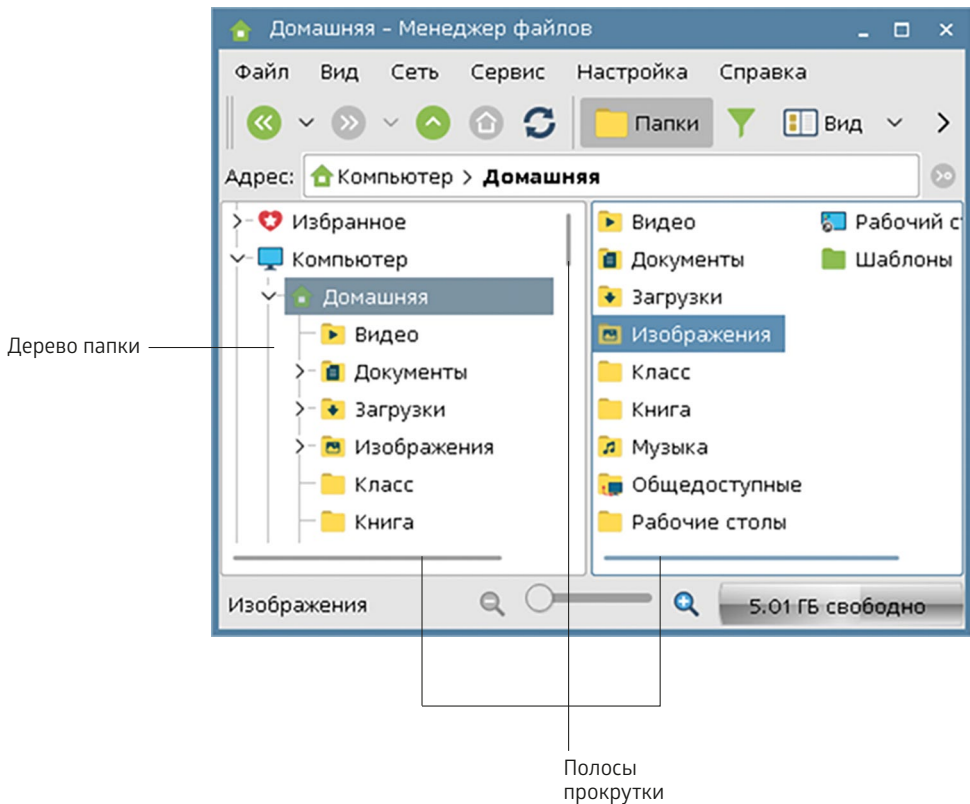 Домашняя – Менеджер файлов
Файл Вид Сеть Сервис Настройка Справка
Папки Вид
Адрес: Компьютер > Домашняя
Избранное
Компьютер
Домашняя
Видео
Документы
Загрузки
Изображения
Класс
Книга
Видео
Документы
Загрузки
Изображения
Класс
Книга
Музыка
Общедоступные
Рабочие столы
Рабочий с
Шаблоны
Дерево папки
Изображения
5.01 ГБ свободно
Полосы
прокрутки